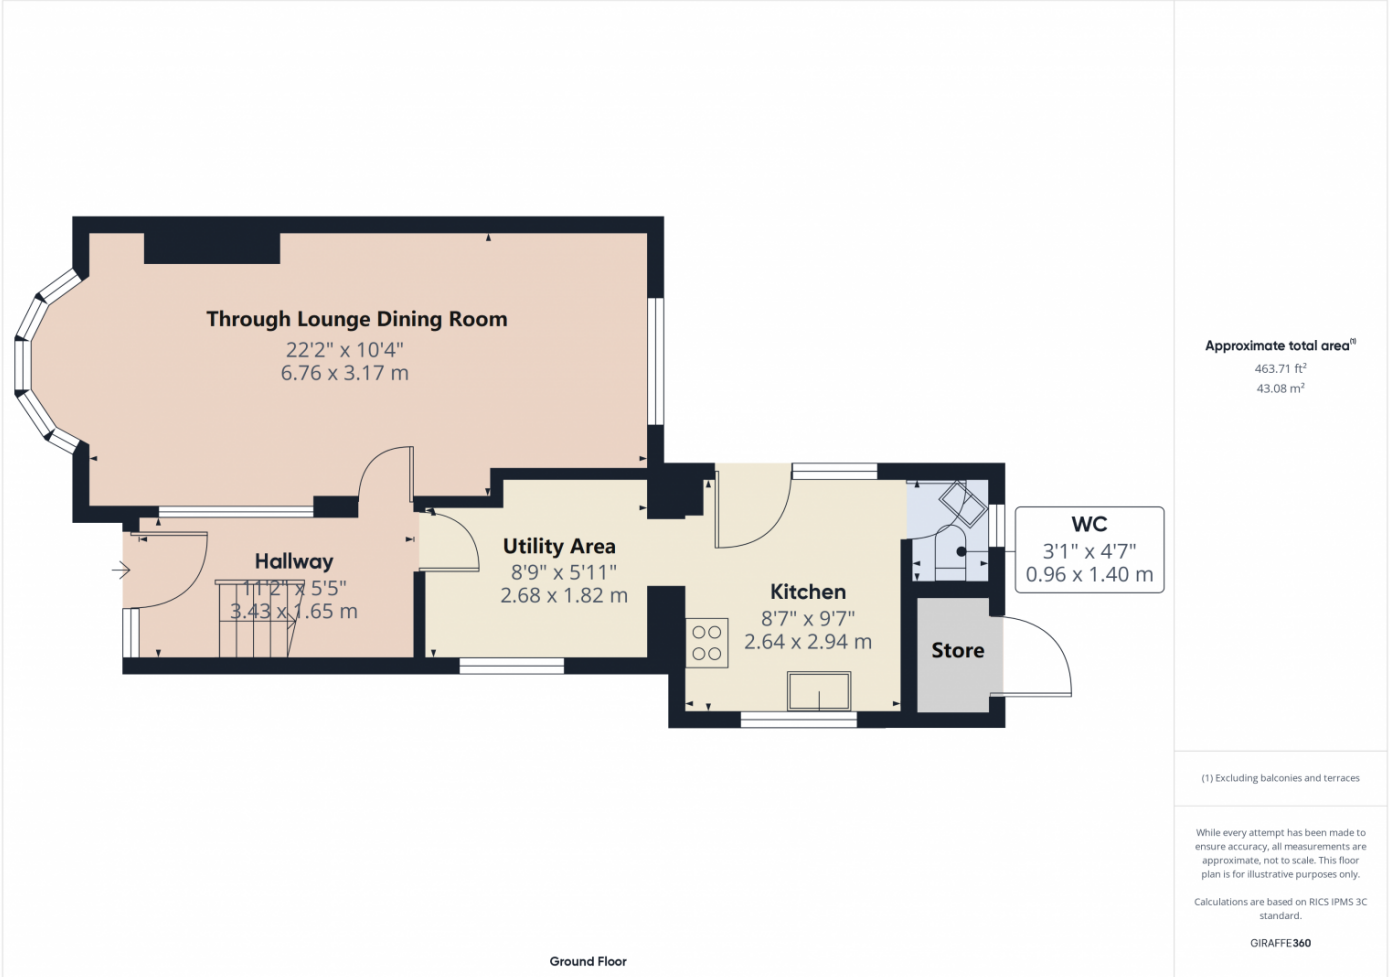 Through Lounge Dining Room
22'2" x 10'4"
6.76 x 3.17 m
Hallway
11'2" x 5'5"
3.43 x 1.65 m
Utility Area
8'9" x 5'11"
2.68 x 1.82 m
Kitchen
8'7" x 9'7"
2.64 x 2.94 m
WC
3'1" x 4'7"
0.96 x 1.40 m
Store
Ground Floor
Approximate total area(1)
463.71 ft²
43.08 m²
(1) Excluding balconies and terraces
While every attempt has been made to
ensure accuracy, all measurements are
approximate, not to scale. This floor
plan is for illustrative purposes only.
Calculations are based on RICS IPMS 3C
standard.
GIRAFFE360